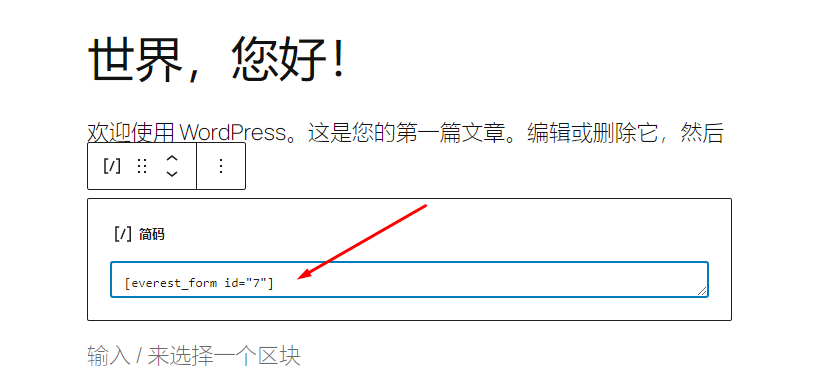 世界，您好！
欢迎使用 WordPress。这是您的第一篇文章。编辑或删除它，然后
[/]
[/] 简码
[everest_form id="7"]
输入 / 来选择一个区块